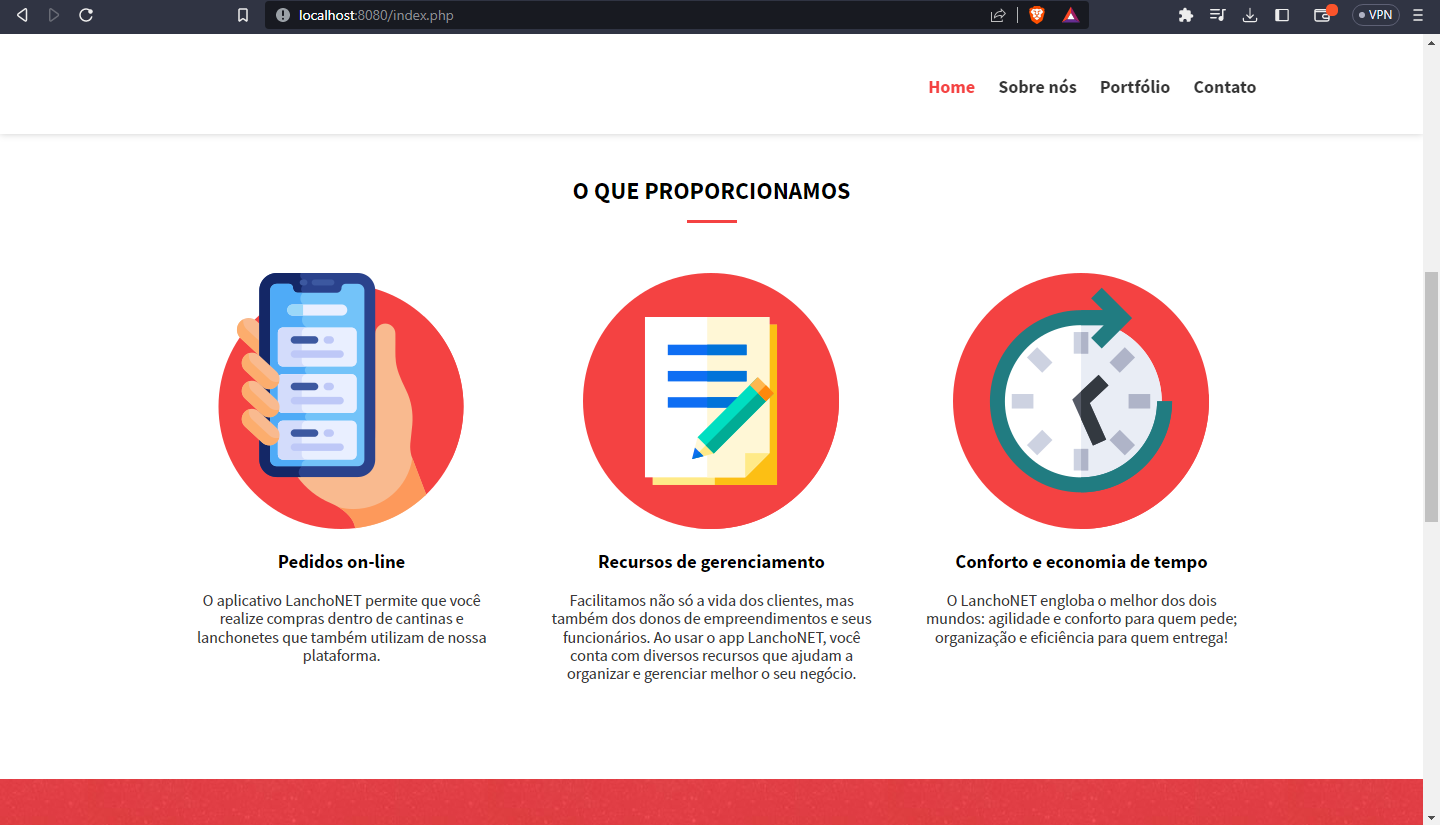 localhost:8080/index.php
VPN
Home Sobre nós Portfólio Contato
O QUE PROPORCIONAMOS
Pedidos on-line
O aplicativo LanchoNET permite que você
realize compras dentro de cantinas e
lanchonetes que também utilizam de nossa
plataforma.
Recursos de gerenciamento
Facilitamos não só a vida dos clientes, mas
também dos donos de empreendimentos e seus
funcionários. Ao usar o app LanchoNET, você
conta com diversos recursos que ajudam a
organizar e gerenciar melhor o seu negócio.
Conforto e economia de tempo
O LanchoNET engloba o melhor dos dois
mundos: agilidade e conforto para quem pede;
organização e eficiência para quem entrega!